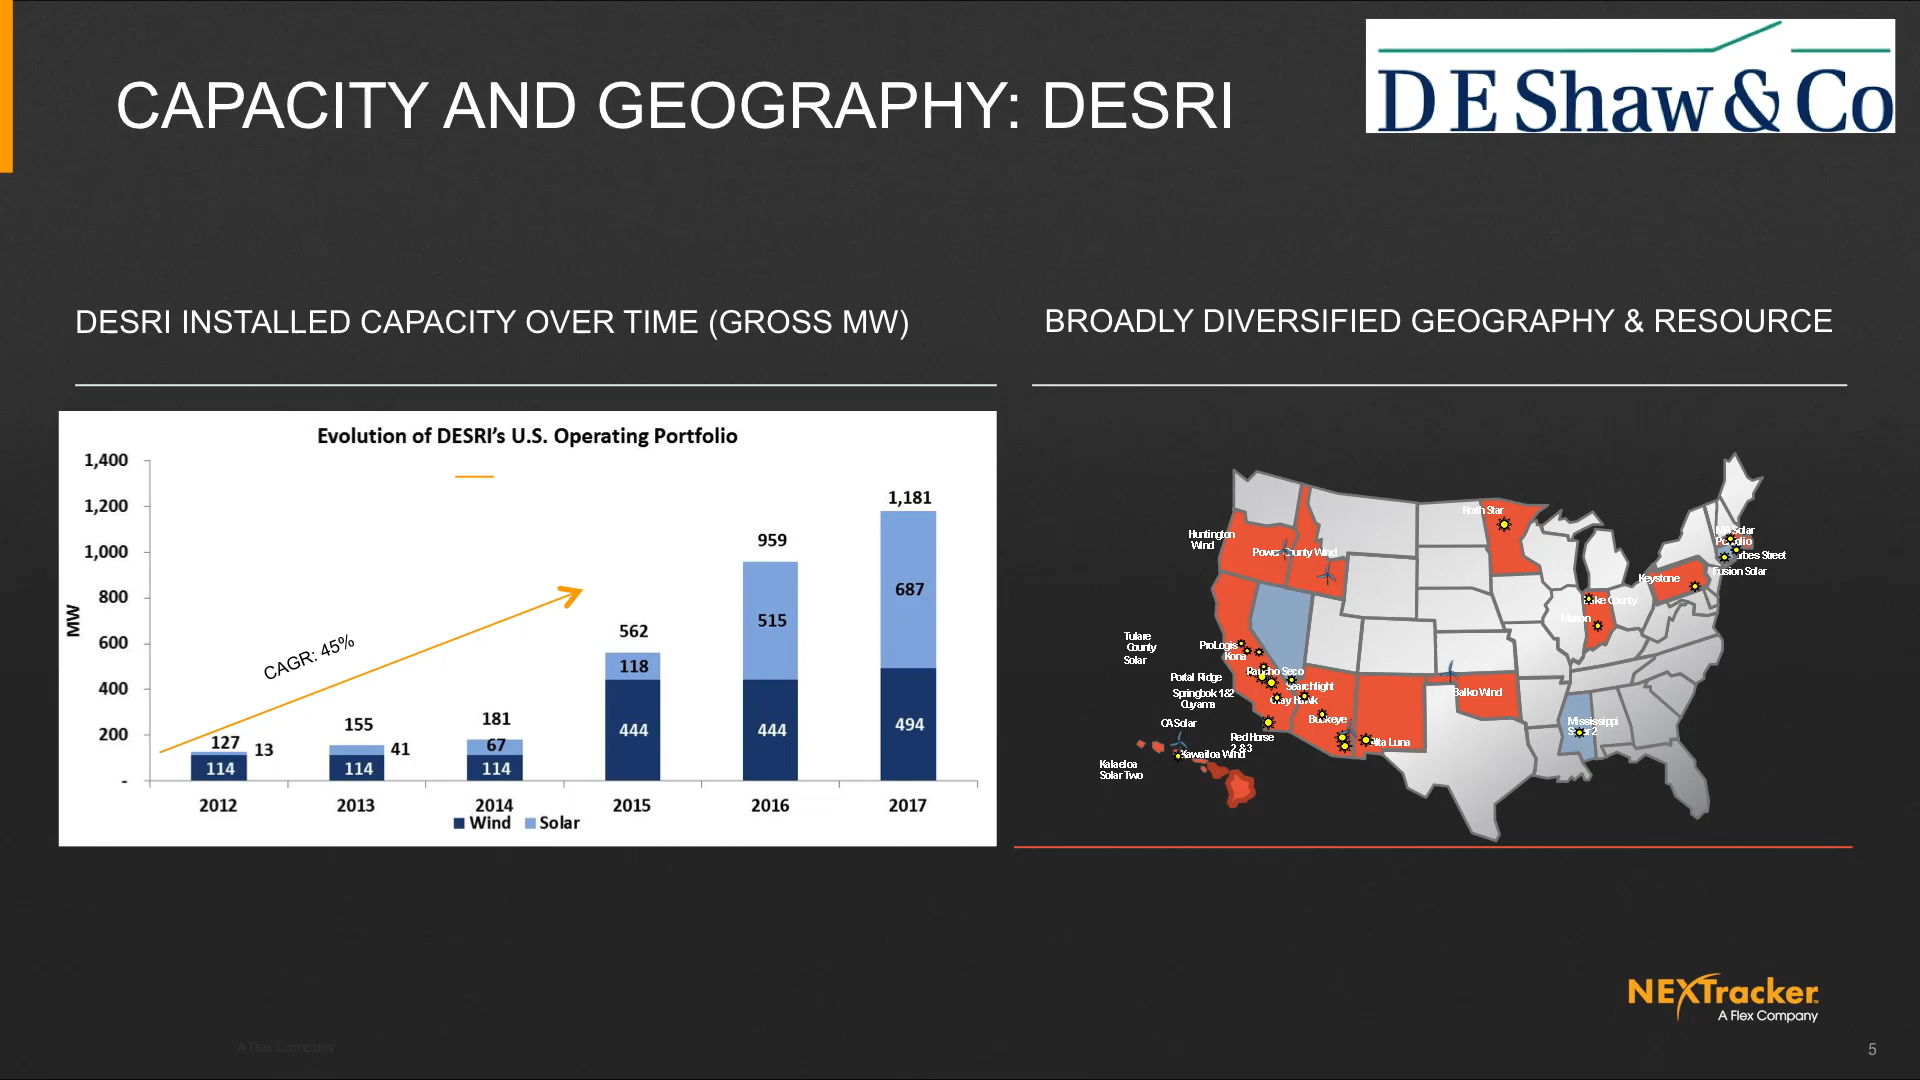 CAPACITY AND GEOGRAPHY: DESRI
D E Shaw & Co
DESRI INSTALLED CAPACITY OVER TIME (GROSS MW)
BROADLY DIVERSIFIED GEOGRAPHY & RESOURCE
Evolution of DESRI's U.S. Operating Portfolio
MW
1,400
1,200
1,000
800
600
400
200
-
CAGR: 45%
127
13
114
155
41
114
181
67
114
562
118
444
959
515
444
1,181
687
494
2012
2013
2014
2015
2016
2017
Wind
Solar
North Star
Huntington
Wind
Power County Wind
MA Solar
Portfolio
Street
Fusion Solar
Keystone
Lake County
Marion
Tulare
County
Solar
ProLogis
Kona
Rancho Seco
Portal Ridge
Searchlight
Springbok 1&2
Gray Hawk
Cuyama
Balko Wind
Buckeye
CA Solar
Mississippi
Solar 2
Red Horse
2 & 3
Alta Luna
Kawailoa Wind
Kalaeloa
Solar Two
NEXTracker
A Flex Company
A Flex Company
5